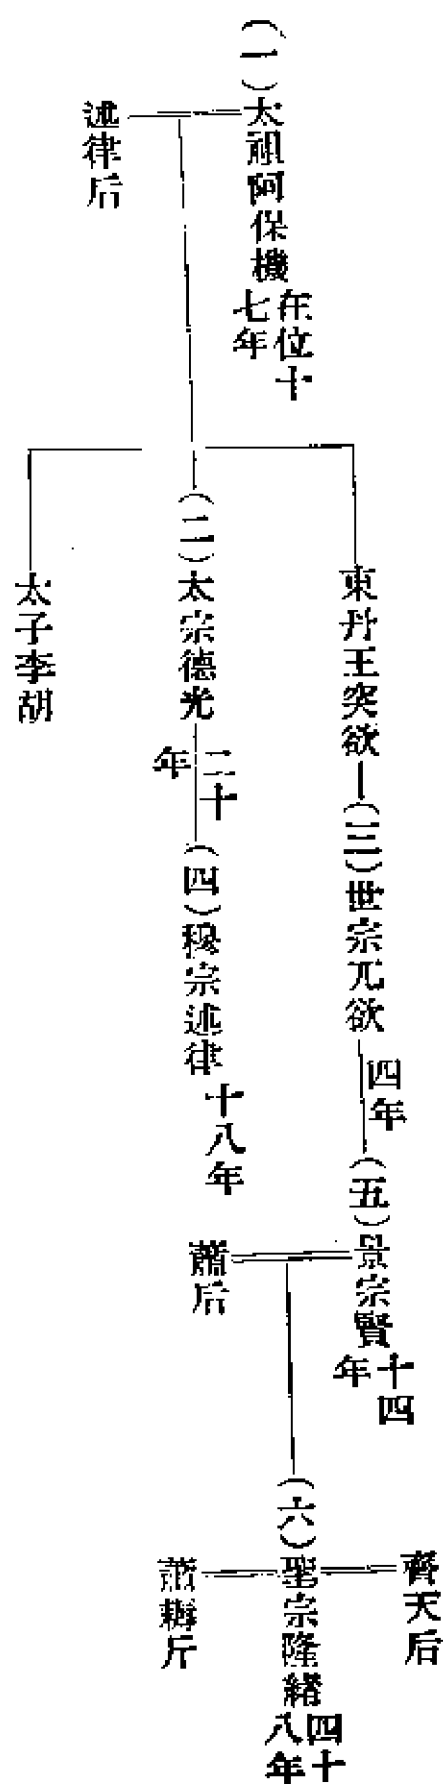 (一)太祖阿保機 在位十七年
述律后
東丹王突欲
(二)太宗德光 二十年
太子李胡
(三)世宗兀欲 四年
(四)穆宗述律 十八年
(五)景宗賢 十四年
蕭后
(六)聖宗隆緒 四十八年
齊天后
蕭耨斤